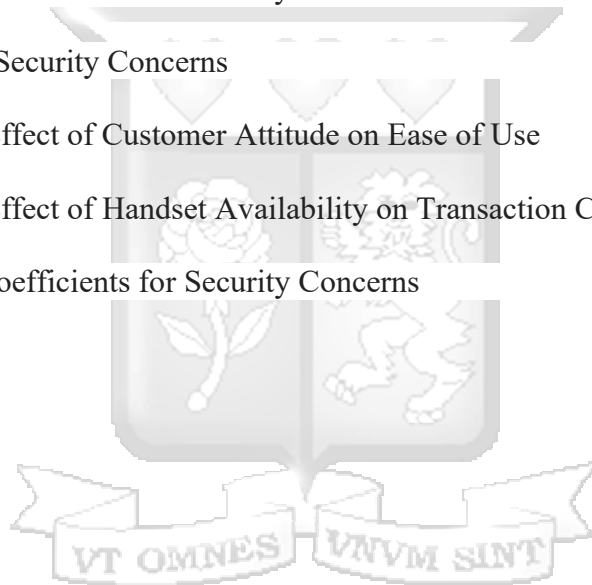 Security Concerns
ffect of Customer Attitude on Ease of Use
ffect of Handset Availability on Transaction C
oefficients for Security Concerns
VT OMNES VNVM SINT